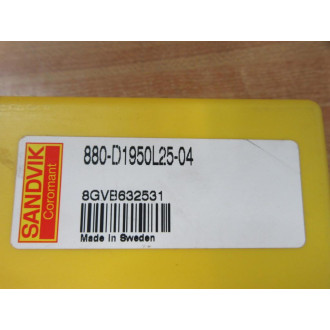 SANDVIK
Coromant
880-D1950L25-04
8GVB632531
Made in Sweden